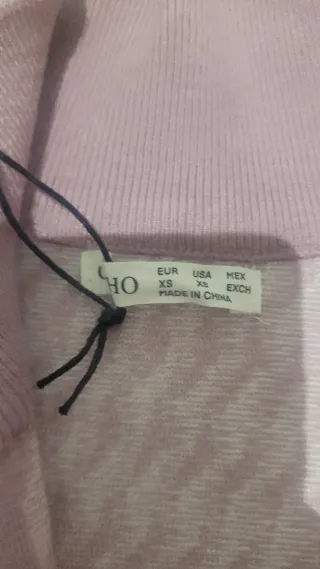 HO
EUR USA MEX
XS XS EXCH
MADE IN CHINA